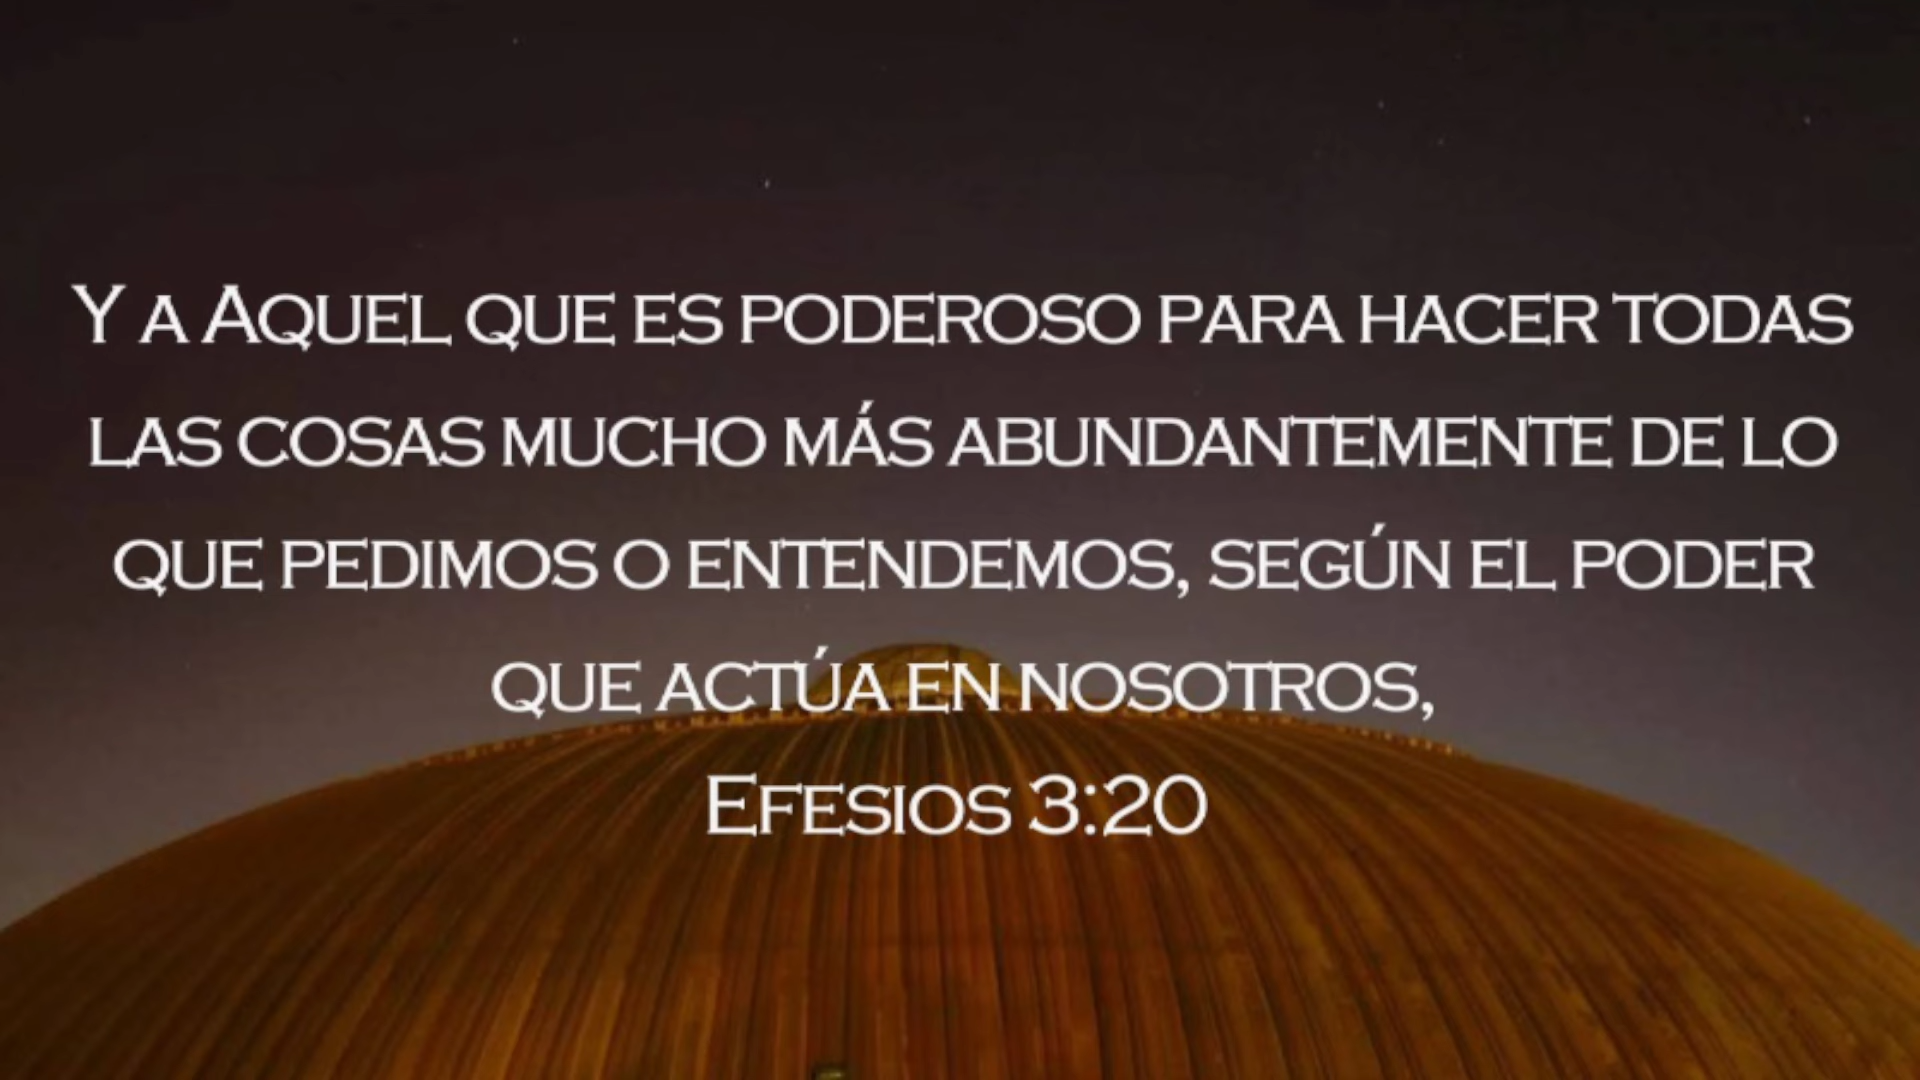 Y a Aquel que es poderoso para hacer todas
las cosas mucho más abundantemente de lo
que pedimos o entendemos, según el poder
que actúa en nosotros,
Efesios 3:20